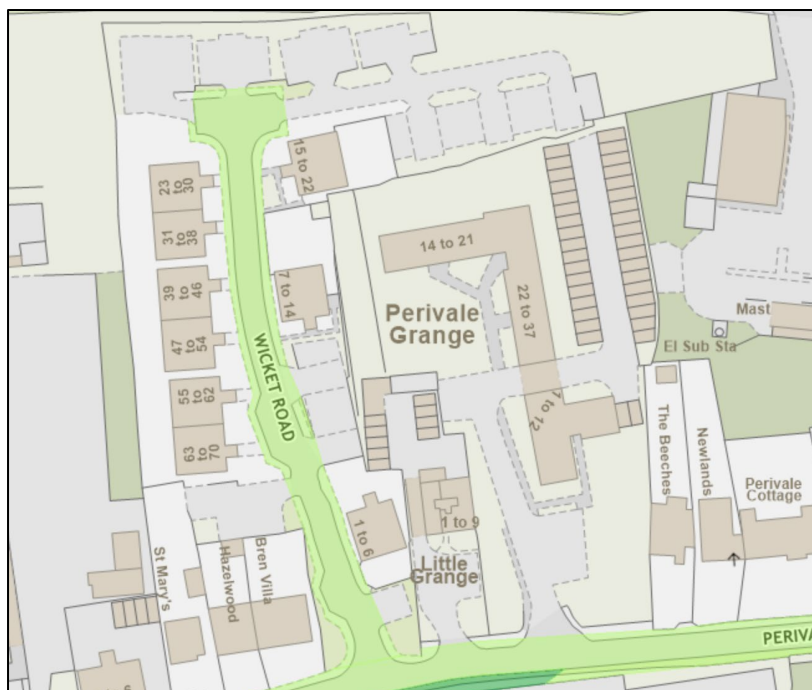 15 to 22
23
to
30
31
to
38
14 to 21
39
to
46
7 to 14
22 to 37
Perivale
Grange
Mast
47
to
54
WICKET ROAD
El Sub Sta
55
to
62
1 to 12
The Beeches
Newlands
63
to
70
Perivale
Cottage
1 to 6
1 to 9
St Mary's
Hazelwood
Bren Villa
Little
Grange
PERIVA